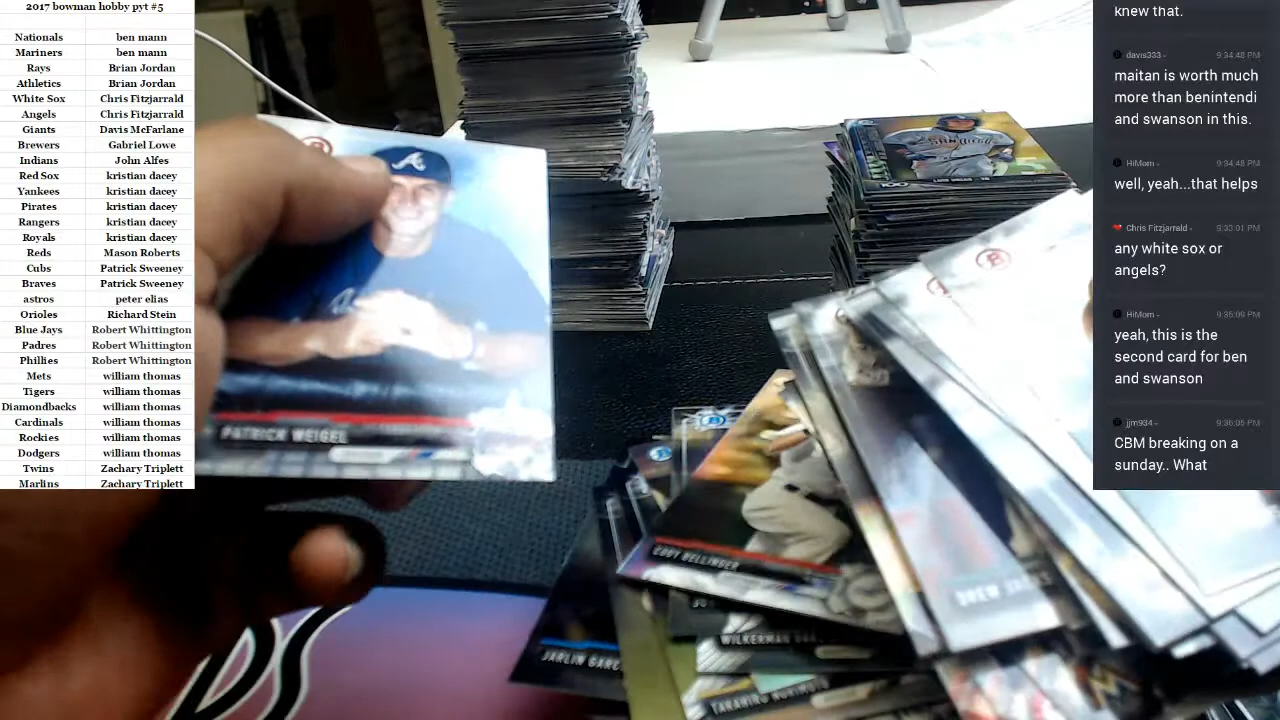 2017 bowman hobby pyt #5
Nationals ben mann
Mariners ben mann
Rays Brian Jordan
Athletics Brian Jordan
White Sox Chris Fitzjarrald
Angels Chris Fitzjarrald
Giants Davis McFarlane
Brewers Gabriel Lowe
Indians John Alfes
Red Sox kristian dacey
Yankees kristian dacey
Pirates kristian dacey
Rangers kristian dacey
Royals kristian dacey
Reds Mason Roberts
Cubs Patrick Sweeney
Braves Patrick Sweeney
astros peter elias
Orioles Richard Stein
Blue Jays Robert Whittington
Padres Robert Whittington
Phillies Robert Whittington
Mets william thomas
Tigers william thomas
Diamondbacks william thomas
Cardinals william thomas
Rockies william thomas
Dodgers william thomas
Twins Zachary Triplett
Marlins Zachary Triplett
PATRICK WEIGEL
SAN DIEGO
CODY BELLINGER
WILKERMAN
JARLIN GARC
TAKAHIRO NORIMOTO
DREW
knew that.
davis333 9:34:48 PM
maitan is worth much
more than benintendi
and swanson in this.
HiMom 9:34:48 PM
well, yeah...that helps
Chris Fitzjarrald
any white sox or
angels?
HiMom 9:35:09 PM
yeah, this is the
second card for ben
and swanson
jjm934 9:36:05 PM
CBM breaking on a
sunday.. What